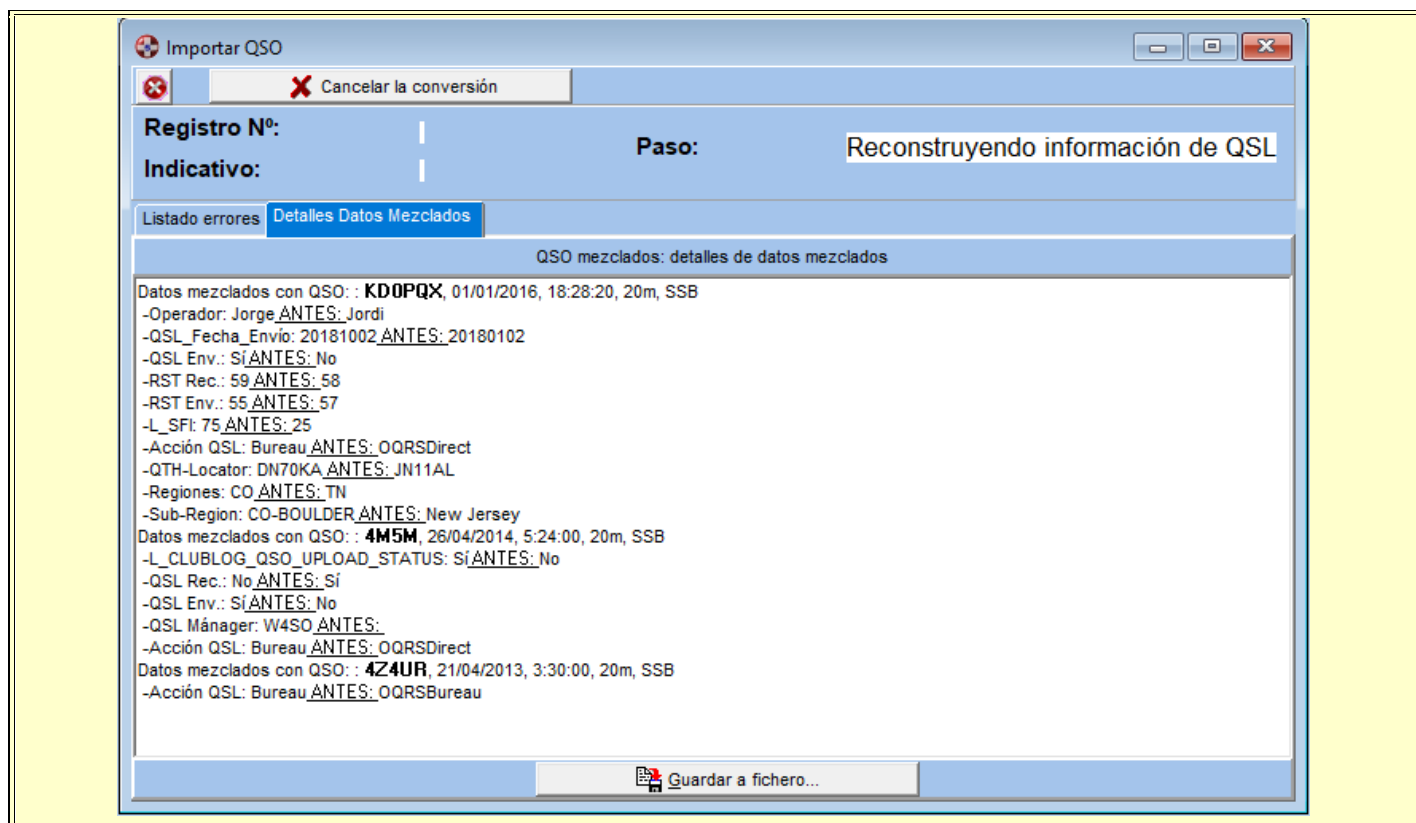 Importar QSO
Cancelar la conversión
Registro Nº:
Paso:
Reconstruyendo información de QSL
Indicativo:
Listado errores
Detalles Datos Mezclados
QSO mezclados: detalles de datos mezclados
Datos mezclados con QSO: : KD0PQX, 01/01/2016, 18:28:20, 20m, SSB
-Operador: Jorge ANTES: Jordi
-QSL_Fecha_Envío: 20181002 ANTES: 20180102
-QSL Env.: Sí ANTES: No
-RST Rec.: 59 ANTES: 58
-RST Env.: 55 ANTES: 57
-L_SFI: 75 ANTES: 25
-Acción QSL: Bureau ANTES: OQRSDirect
-QTH-Locator: DN70KA ANTES: JN11AL
-Regiones: CO ANTES: TN
-Sub-Region: CO-BOULDER ANTES: New Jersey
Datos mezclados con QSO: : 4M5M, 26/04/2014, 5:24:00, 20m, SSB
-L_CLUBLOG_QSO_UPLOAD_STATUS: Sí ANTES: No
-QSL Rec.: No ANTES: Sí
-QSL Env.: Sí ANTES: No
-QSL Mánager: W4SO ANTES:
-Acción QSL: Bureau ANTES: OQRSDirect
Datos mezclados con QSO: : 4Z4UR, 21/04/2013, 3:30:00, 20m, SSB
-Acción QSL: Bureau ANTES: OQRSBureau
Guardar a fichero...